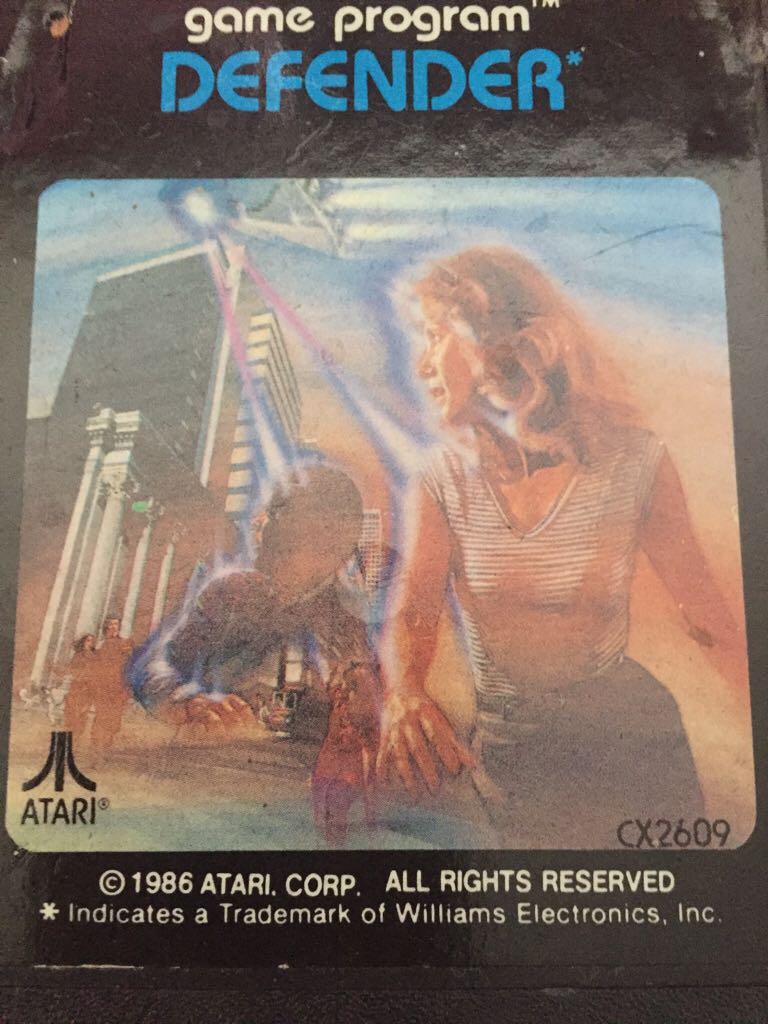 game program™
DEFENDER*
ATARI®
CX2609
© 1986 ATARI. CORP. ALL RIGHTS RESERVED
* Indicates a Trademark of Williams Electronics, Inc.